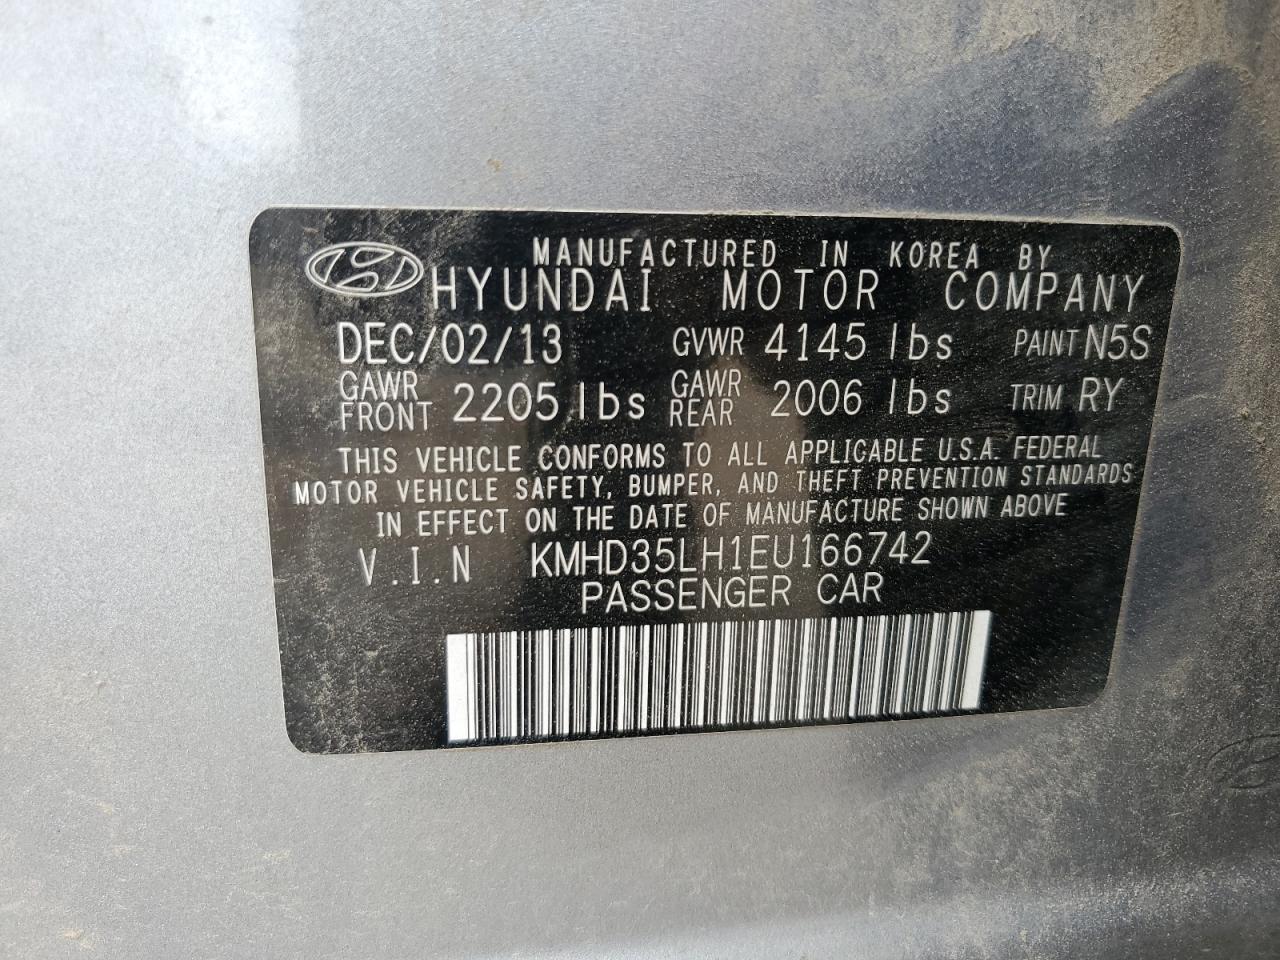 MANUFACTURED IN KOREA BY
HYUNDAI MOTOR COMPANY
DEC/02/13 GVWR 4145 lbs PAINT N5S
GAWR FRONT 2205 lbs GAWR REAR 2006 lbs TRIM RY
THIS VEHICLE CONFORMS TO ALL APPLICABLE U.S.A. FEDERAL
MOTOR VEHICLE SAFETY, BUMPER, AND THEFT PREVENTION STANDARDS
IN EFFECT ON THE DATE OF MANUFACTURE SHOWN ABOVE
V.I.N KMHD35LH1EU166742
PASSENGER CAR